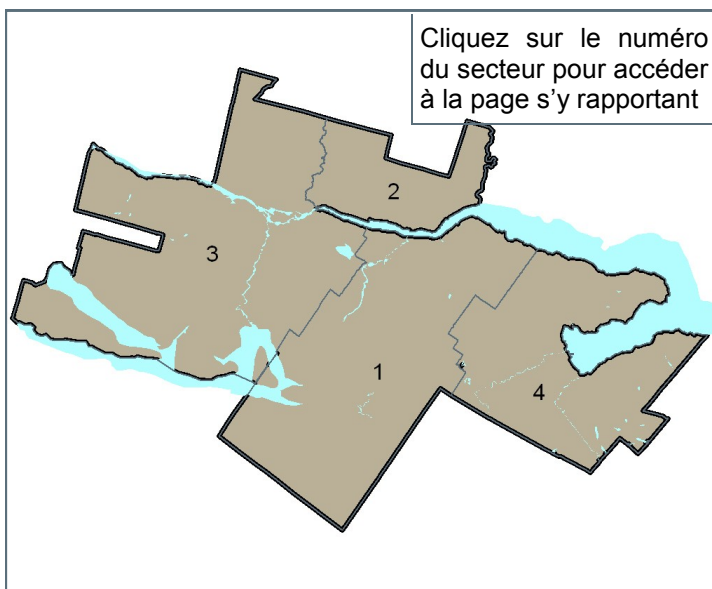 Cliquez sur le numéro
du secteur pour accéder
à la page s’y rapportant
2
3
1
4